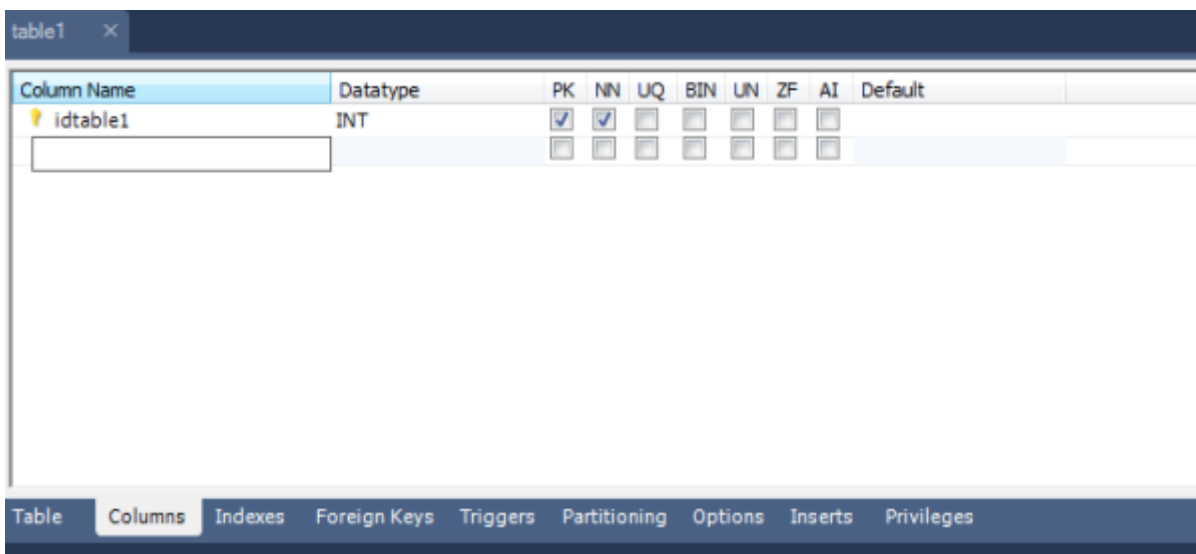 table1 ×
Column Name Datatype PK NN UQ BIN UN ZF AI Default
idtable1 INT
Table Columns Indexes Foreign Keys Triggers Partitioning Options Inserts Privileges